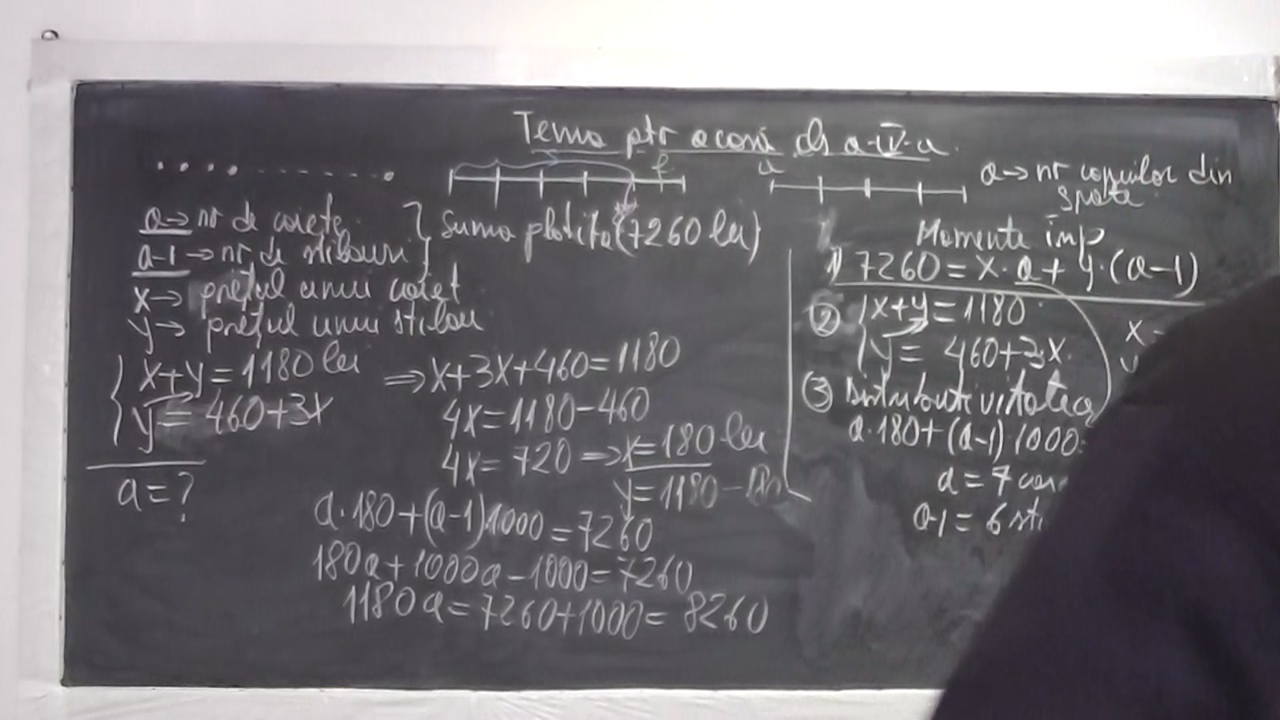 Tema ptr acasă cls a-IV-a
a→ nr copiilor din spate
a→ nr de caiete
a-1 → nr de stilouri
} Suma plătită (7260 lei)
x→ prețul unui caiet
y→ prețul unui stilou
x+y=1180 lei
y= 460+3x
a=?
⇒x+3x+460=1180
4x=1180-460
4x=720 ⇒x=180 lei
y=1180-180
a·180+(a-1)1000=7260
180a+1000a-1000=7260
1180a=7260+1000=8260
Momente imp
1) 7260=x·a+y·(a-1)
② x+y=1180
y= 460+3x
x=
y
③ Distributivitatea
a·180+(a-1)1000=
a=7
a-1=6